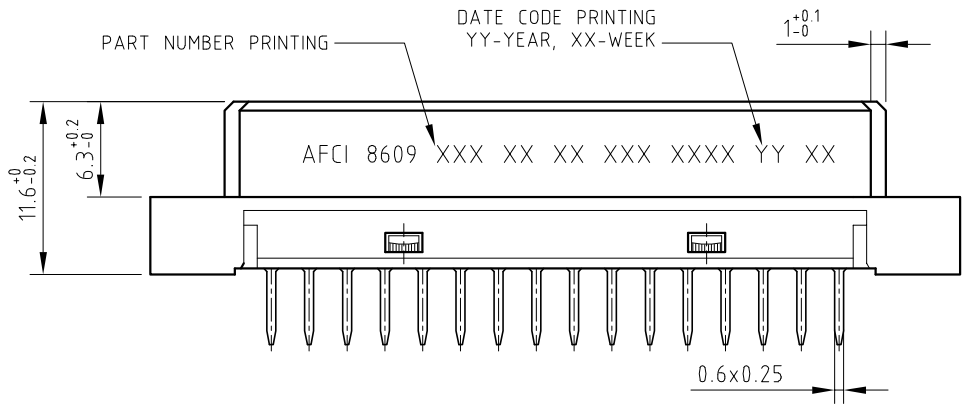 DATE CODE PRINTING
YY-YEAR, XX-WEEK
PART NUMBER PRINTING
1+0.1-0
11.6+0-0.2
6.3+0.2-0
AFCI 8609 XXX XX XX XXX XXXX YY XX
0.6x0.25